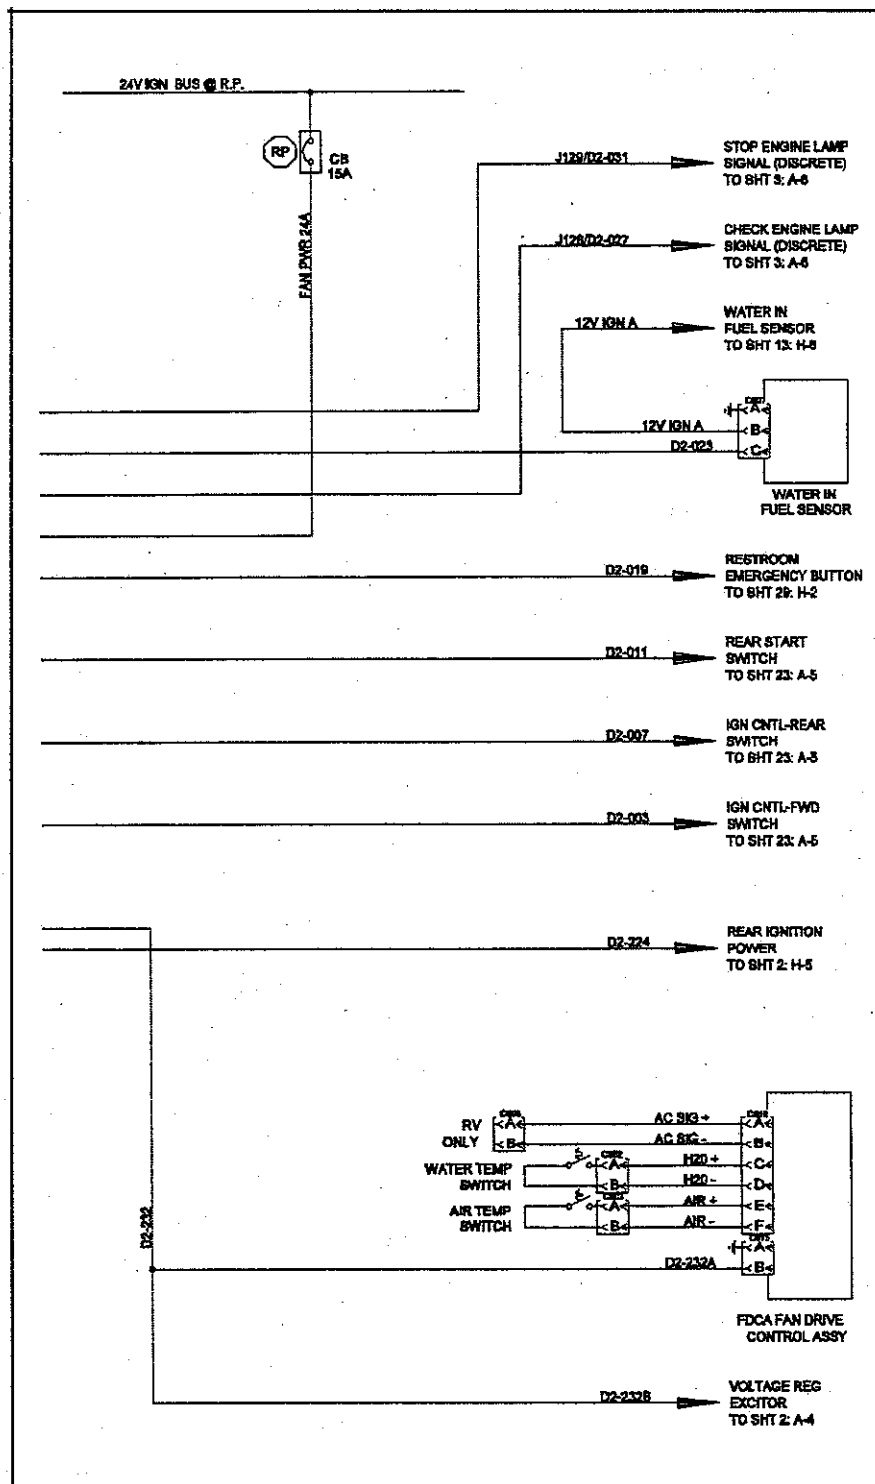 24V IGN BUS @ R.P.
RP
CB
15A
FAN PWR 24A
J129/D2-031
STOP ENGINE LAMP
SIGNAL (DISCRETE)
TO SHT 3: A-6
J128/D2-027
CHECK ENGINE LAMP
SIGNAL (DISCRETE)
TO SHT 3: A-6
12V IGN A
WATER IN
FUEL SENSOR
TO SHT 13: H-6
A
12V IGN A
B
D2-023
C
WATER IN
FUEL SENSOR
D2-019
RESTROOM
EMERGENCY BUTTON
TO SHT 29: H-2
D2-011
REAR START
SWITCH
TO SHT 23: A-5
D2-007
IGN CNTL-REAR
SWITCH
TO SHT 23: A-5
D2-003
IGN CNTL-FWD
SWITCH
TO SHT 23: A-5
D2-224
REAR IGNITION
POWER
TO SHT 2: H-5
D2-232
RV
ONLY
A
B
AC SIG +
AC SIG -
A
B
WATER TEMP
SWITCH
A
B
H20 +
H20 -
C
D
AIR TEMP
SWITCH
A
B
AIR +
AIR -
E
F
A
D2-232A
B
FDCA FAN DRIVE
CONTROL ASSY
D2-232B
VOLTAGE REG
EXCITOR
TO SHT 2: A-4